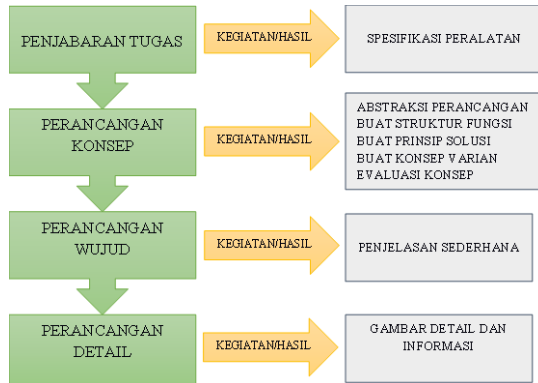 PENJABARAN TUGAS
KEGIATAN/HASIL
SPESIFIKASI PERALATAN
PERANCANGAN
KONSEP
KEGIATAN/HASIL
ABSTRAKSI PERANCANGAN
BUAT STRUKTUR FUNGSI
BUAT PRINSIP SOLUSI
BUAT KONSEP VARIAN
EVALUASI KONSEP
PERANCANGAN
WUJUD
KEGIATAN/HASIL
PENJELASAN SEDERHANA
PERANCANGAN
DETAIL
KEGIATAN/HASIL
GAMBAR DETAIL DAN
INFORMASI